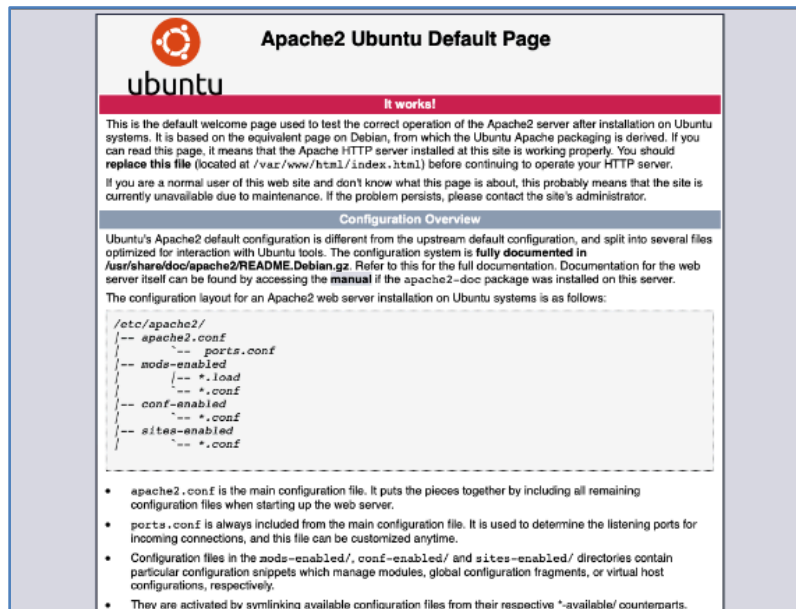 Apache2 Ubuntu Default Page
ubuntu
It works!
This is the default welcome page used to test the correct operation of the Apache2 server after installation on Ubuntu
systems. It is based on the equivalent page on Debian, from which the Ubuntu Apache packaging is derived. If you
can read this page, it means that the Apache HTTP server installed at this site is working properly. You should
replace this file (located at /var/www/html/index.html) before continuing to operate your HTTP server.
If you are a normal user of this web site and don't know what this page is about, this probably means that the site is
currently unavailable due to maintenance. If the problem persists, please contact the site's administrator.
Configuration Overview
Ubuntu's Apache2 default configuration is different from the upstream default configuration, and split into several files
optimized for interaction with Ubuntu tools. The configuration system is fully documented in
/usr/share/doc/apache2/README.Debian.gz. Refer to this for the full documentation. Documentation for the web
server itself can be found by accessing the manual if the apache2-doc package was installed on this server.
The configuration layout for an Apache2 web server installation on Ubuntu systems is as follows:
/etc/apache2/
|-- apache2.conf
|       `--  ports.conf
|-- mods-enabled
|       |-- *.load
|       `-- *.conf
|-- conf-enabled
|       `-- *.conf
|-- sites-enabled
|       `-- *.conf
• apache2.conf is the main configuration file. It puts the pieces together by including all remaining
configuration files when starting up the web server.
• ports.conf is always included from the main configuration file. It is used to determine the listening ports for
incoming connections, and this file can be customized anytime.
• Configuration files in the mods-enabled/, conf-enabled/ and sites-enabled/ directories contain
particular configuration snippets which manage modules, global configuration fragments, or virtual host
configurations, respectively.
• They are activated by symlinking available configuration files from their respective *-available/ counterparts.